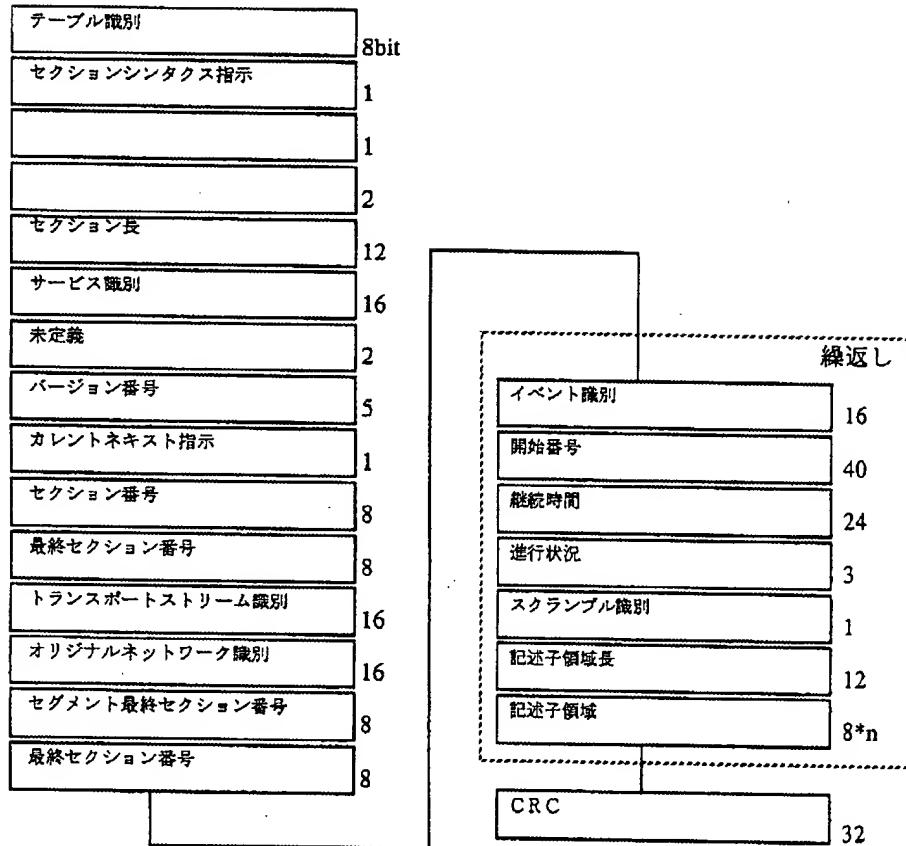 テーブル識別
8bit
セクションシンタクス指示
1
1
2
セクション長
12
サービス識別
16
未定義
2
バージョン番号
5
カレントネキスト指示
1
セクション番号
8
最終セクション番号
8
トランスポートストリーム識別
16
オリジナルネットワーク識別
16
セグメント最終セクション番号
8
最終セクション番号
8
繰返し
イベント識別
16
開始番号
40
継続時間
24
進行状況
3
スクランブル識別
1
記述子領域長
12
記述子領域
8*n
CRC
32